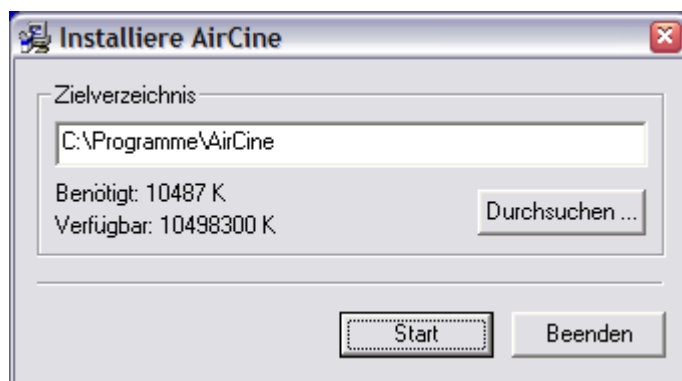 Installiere AirCine
Zielverzeichnis
C:\Programme\AirCine
Benötigt: 10487 K
Verfügbar: 10498300 K
Durchsuchen ...
Start
Beenden